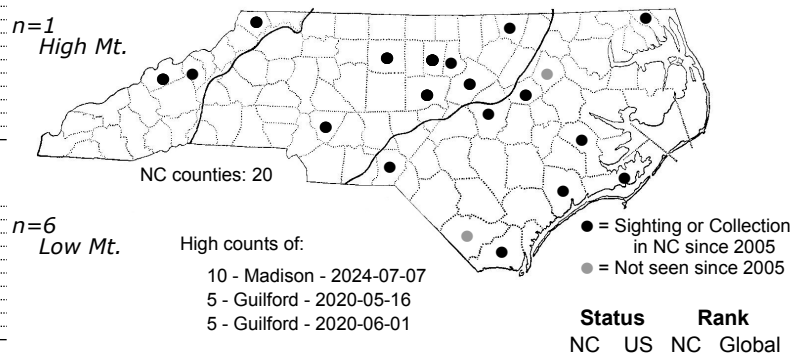 n=1
High Mt.
NC counties: 20
n=6
Low Mt.
High counts of:
10 - Madison - 2024-07-07
5 - Guilford - 2020-05-16
5 - Guilford - 2020-06-01
= Sighting or Collection
in NC since 2005
= Not seen since 2005
Status Rank
NC US NC Global